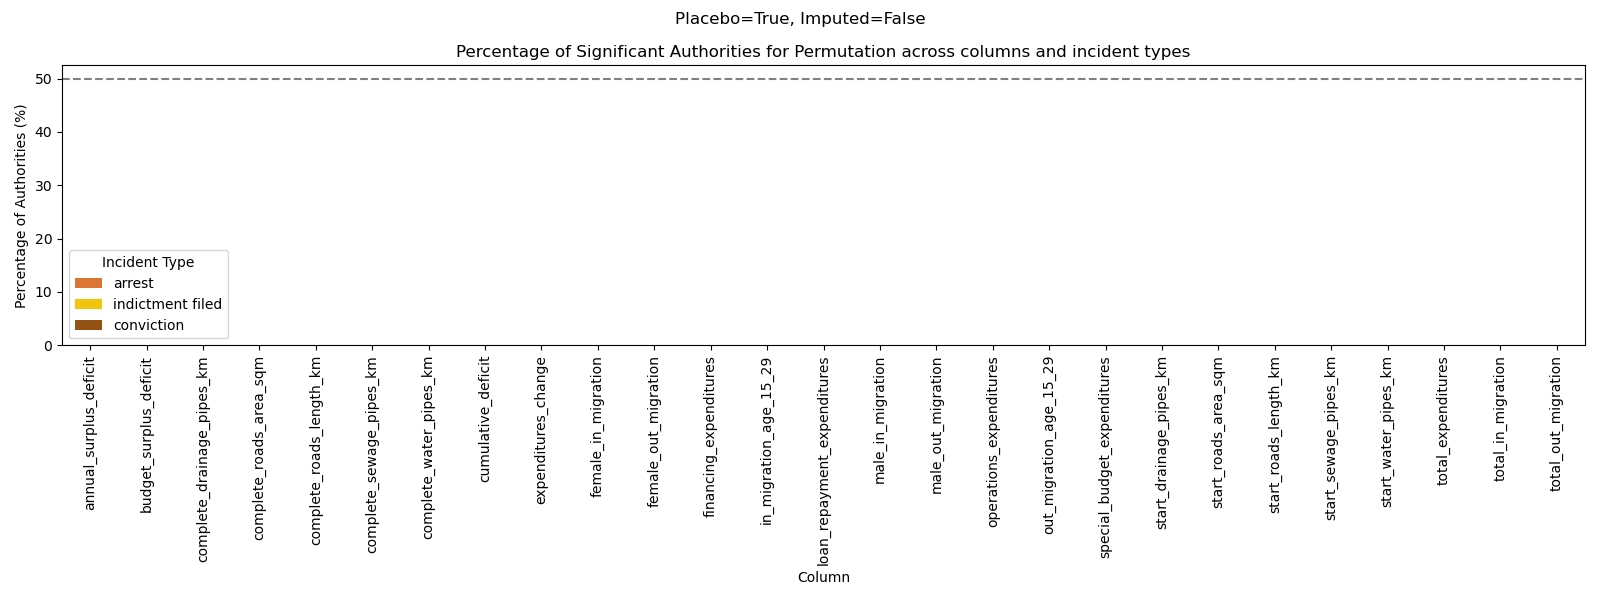 Placebo=True, Imputed=False
Percentage of Significant Authorities for Permutation across columns and incident types
Percentage of Authorities (%)
50
40
30
20
10
0
Incident Type
arrest
indictment filed
conviction
annual_surplus_deficit
budget_surplus_deficit
complete_drainage_pipes_km
complete_roads_area_sqm
complete_roads_length_km
complete_sewage_pipes_km
complete_water_pipes_km
cumulative_deficit
expenditures_change
female_in_migration
female_out_migration
financing_expenditures
in_migration_age_15_29
loan_repayment_expenditures
male_in_migration
male_out_migration
operations_expenditures
out_migration_age_15_29
special_budget_expenditures
start_drainage_pipes_km
start_roads_area_sqm
start_roads_length_km
start_sewage_pipes_km
start_water_pipes_km
total_expenditures
total_in_migration
total_out_migration
Column